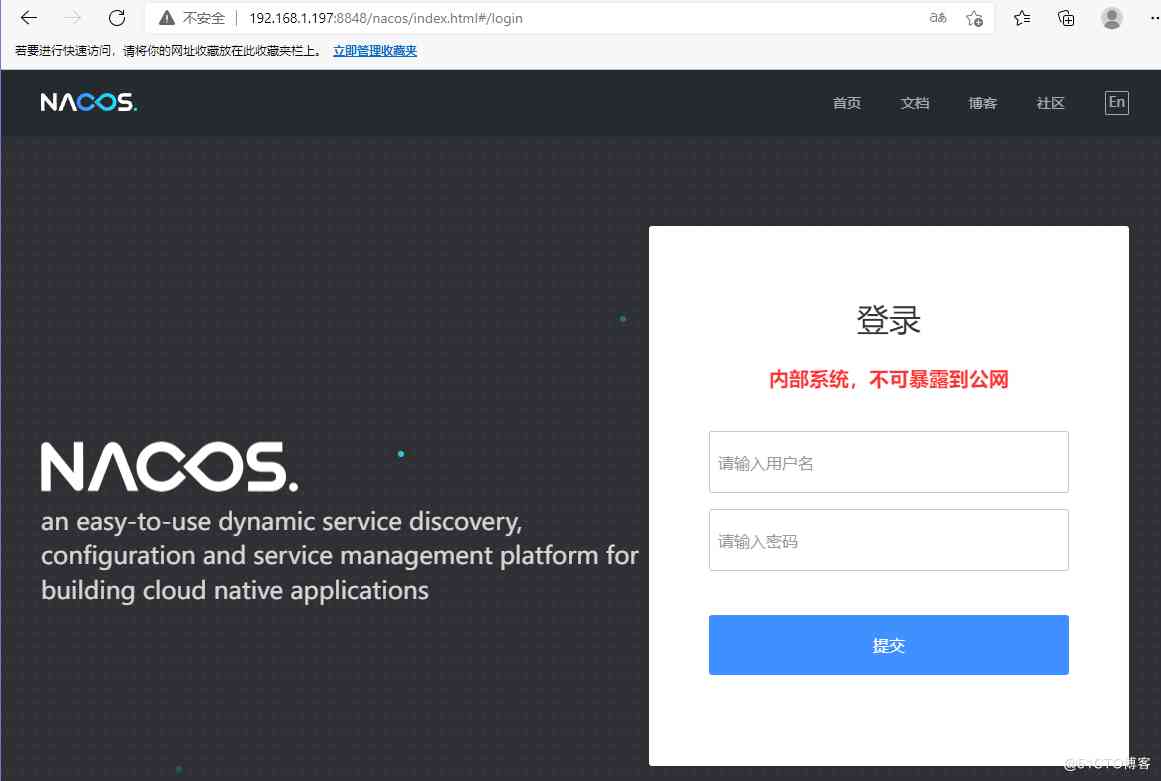 不安全 192.168.1.197:8848/nacos/index.html#/login aあ
若要进行快速访问，请将你的网址收藏放在此收藏夹栏上。 立即管理收藏夹
NACOS. 首页 文档 博客 社区 En
登录
内部系统，不可暴露到公网
请输入用户名
请输入密码
提交
NACOS.
an easy-to-use dynamic service discovery,
configuration and service management platform for
building cloud native applications
@51CTO博客